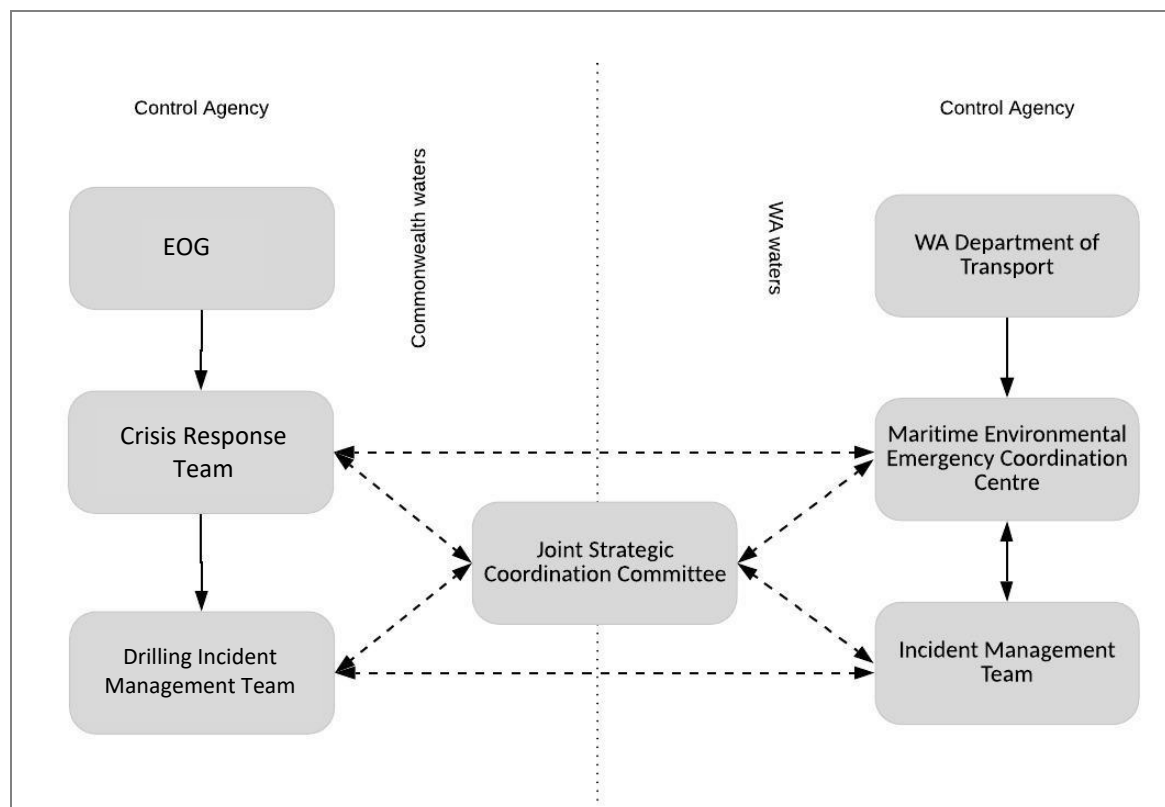 Control Agency
Control Agency
Commonwealth waters
WA waters
EOG
WA Department of
Transport
Crisis Response
Team
Maritime Environmental
Emergency Coordination
Centre
Joint Strategic
Coordination Committee
Drilling Incident
Management Team
Incident Management
Team